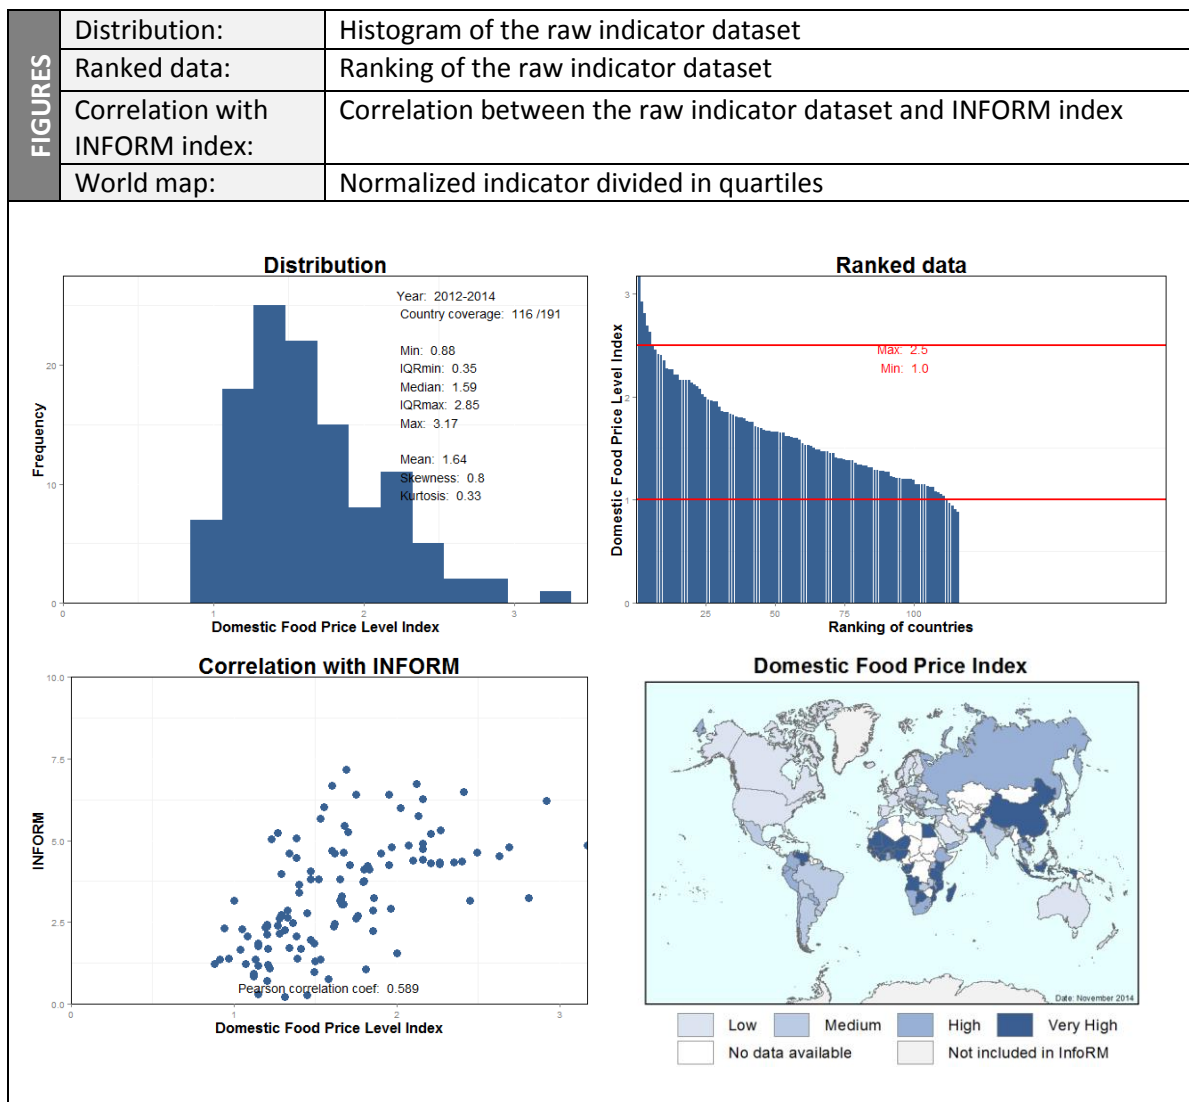 FIGURES
Distribution: Histogram of the raw indicator dataset
Ranked data: Ranking of the raw indicator dataset
Correlation with Correlation between the raw indicator dataset and INFORM index
INFORM index:
World map: Normalized indicator divided in quartiles
Distribution
Year: 2012-2014
Country coverage: 116 /191
Min: 0.88
IQRmin: 0.35
Median: 1.59
IQRmax: 2.85
Max: 3.17
Mean: 1.64
Skewness: 0.8
Kurtosis: 0.33
Frequency
20
10
0
0 1 2 3
Domestic Food Price Level Index
Ranked data
Max: 2.5
Min: 1.0
Domestic Food Price Level Index
3
2
1
0
25 50 75 100
Ranking of countries
Correlation with INFORM
INFORM
10.0
7.5
5.0
2.5
0.0
Pearson correlation coef: 0.589
0 1 2 3
Domestic Food Price Level Index
Domestic Food Price Index
Date: November 2014
Low Medium High Very High
No data available Not included in InfoRM